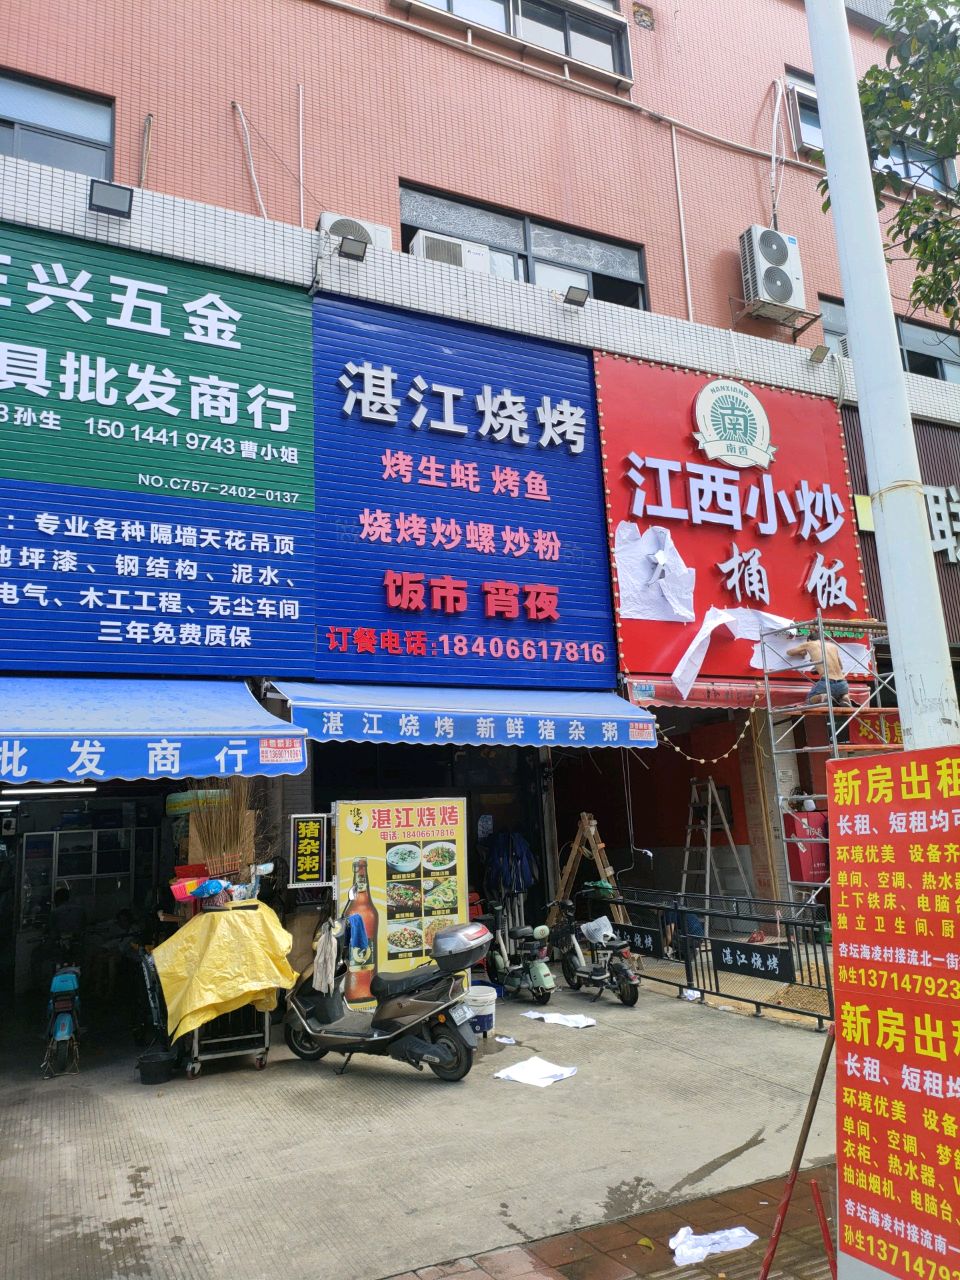 兴五金
具批发商行
3孙生 150 1441 9743 曹小姐
NO.C757-2402-0137
：专业各种隔墙天花吊顶
地坪漆、钢结构、泥水、
电气、木工工程、无尘车间
三年免费质保
批发商行
湛江烧烤
烤生蚝 烤鱼
烧烤炒螺炒粉
饭市 宵夜
订餐电话:18406617816
湛江烧烤新鲜猪杂粥
NANXIANG
南
南香
江西小炒
桶饭
猪杂粥
湛江烧烤
电话:18406617816
湛江烧烤
湛江烧烤
新房出租
长租、短租均可
环境优美 设备齐
单间、空调、热水器
上下铁床、电脑台
独立卫生间、厨
杏坛海凌村接流北一街
孙生13714792
新房出租
长租、短租均
环境优美 设备
单间、空调、梦
衣柜、热水器、
抽油烟机、电脑台、
杏坛海凌村接流南一
孙生13714792